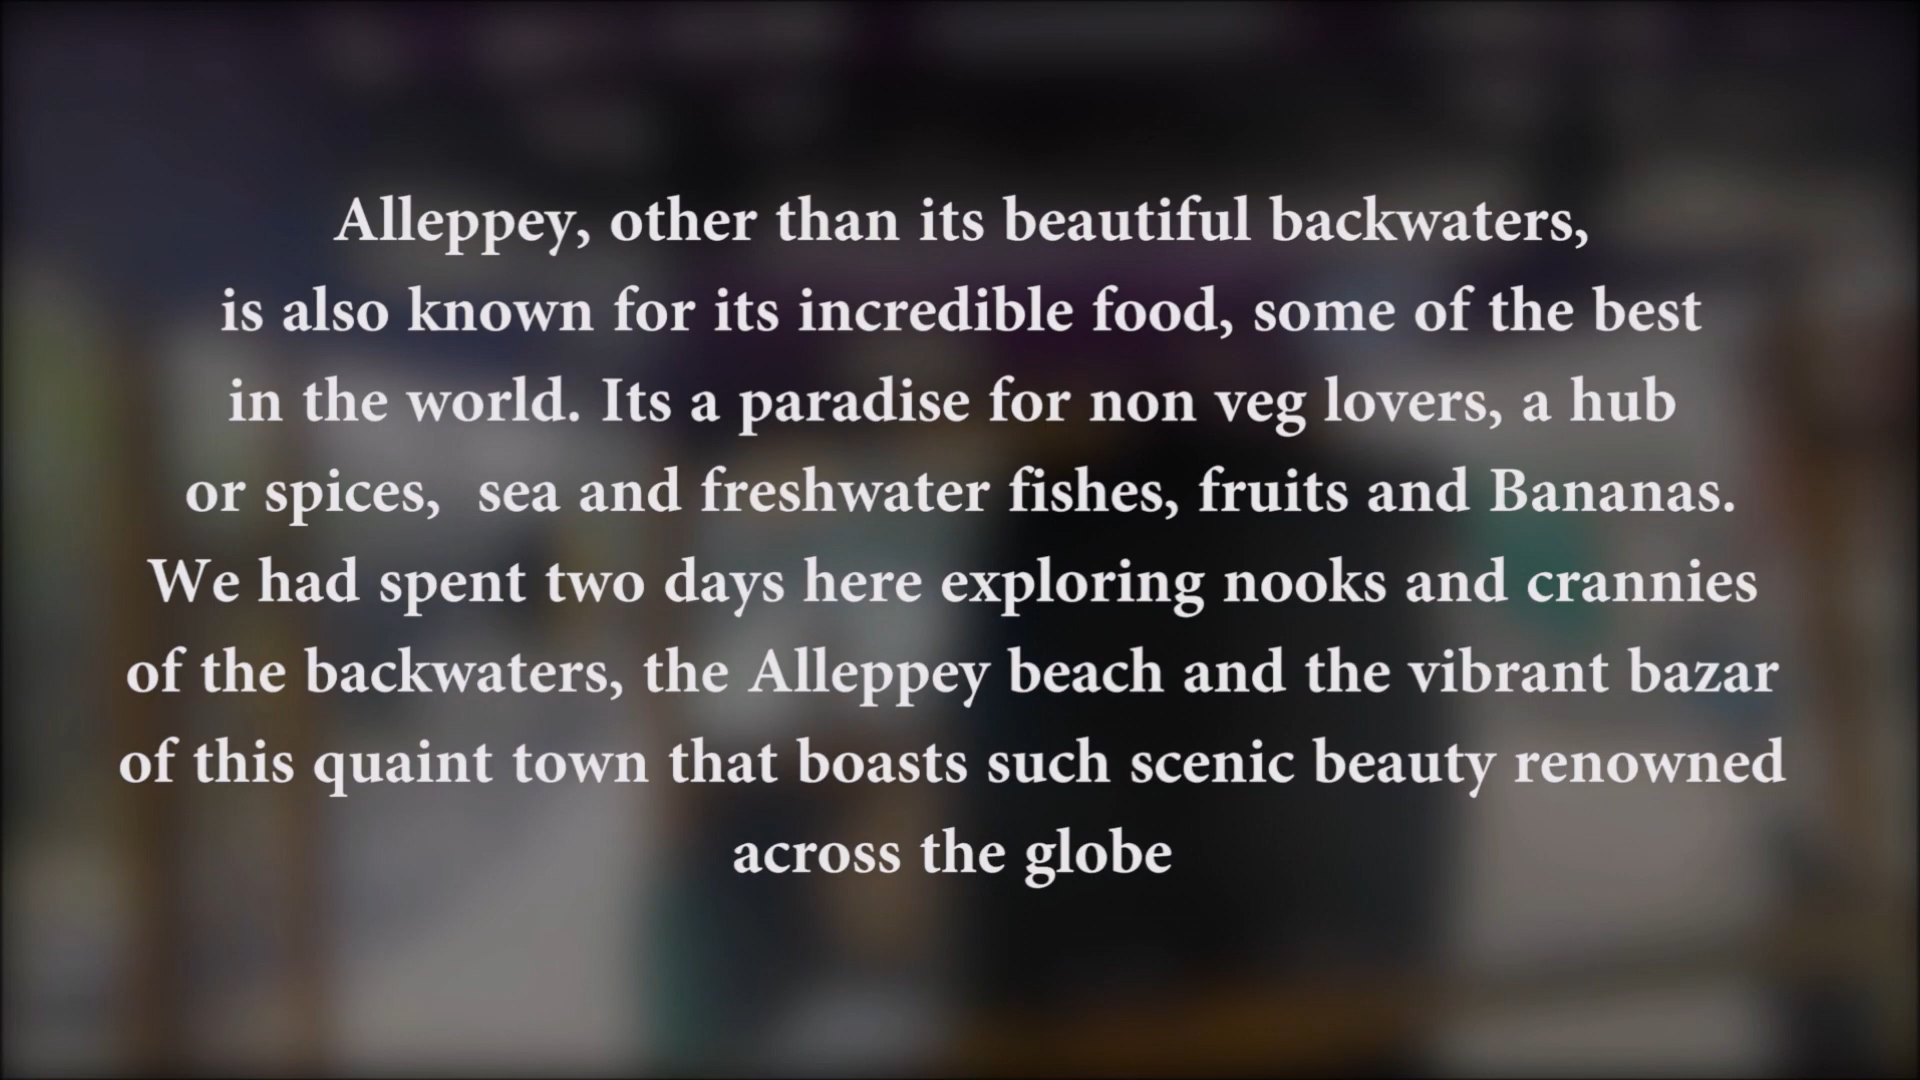 Alleppey, other than its beautiful backwaters,
is also known for its incredible food, some of the best
in the world. Its a paradise for non veg lovers, a hub
or spices,  sea and freshwater fishes, fruits and Bananas.
We had spent two days here exploring nooks and crannies
of the backwaters, the Alleppey beach and the vibrant bazar
of this quaint town that boasts such scenic beauty renowned
across the globe